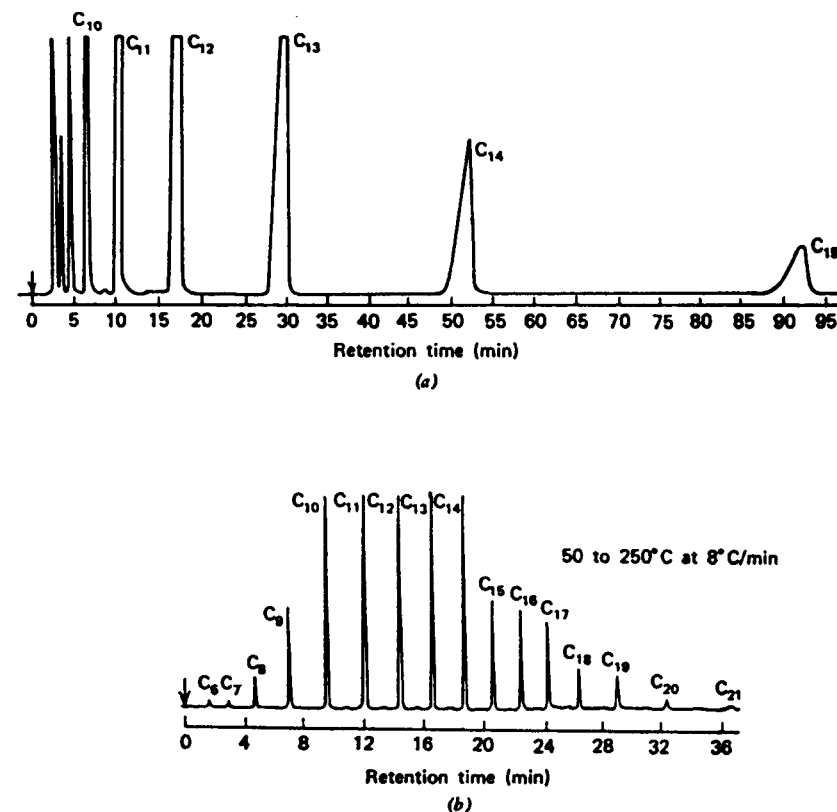 C10
C11
C12
C13
C14
C15
0 5 10 15 20 25 30 35 40 45 50 55 60 65 70 75 80 85 90 95
Retention time (min)
(a)
C10 C11 C12 C13 C14
50 to 250°C at 8°C/min
C15
C16
C17
C9
C18
C19
C8
C6 C7
C20
C21
0 4 8 12 16 20 24 28 32 36
Retention time (min)
(b)